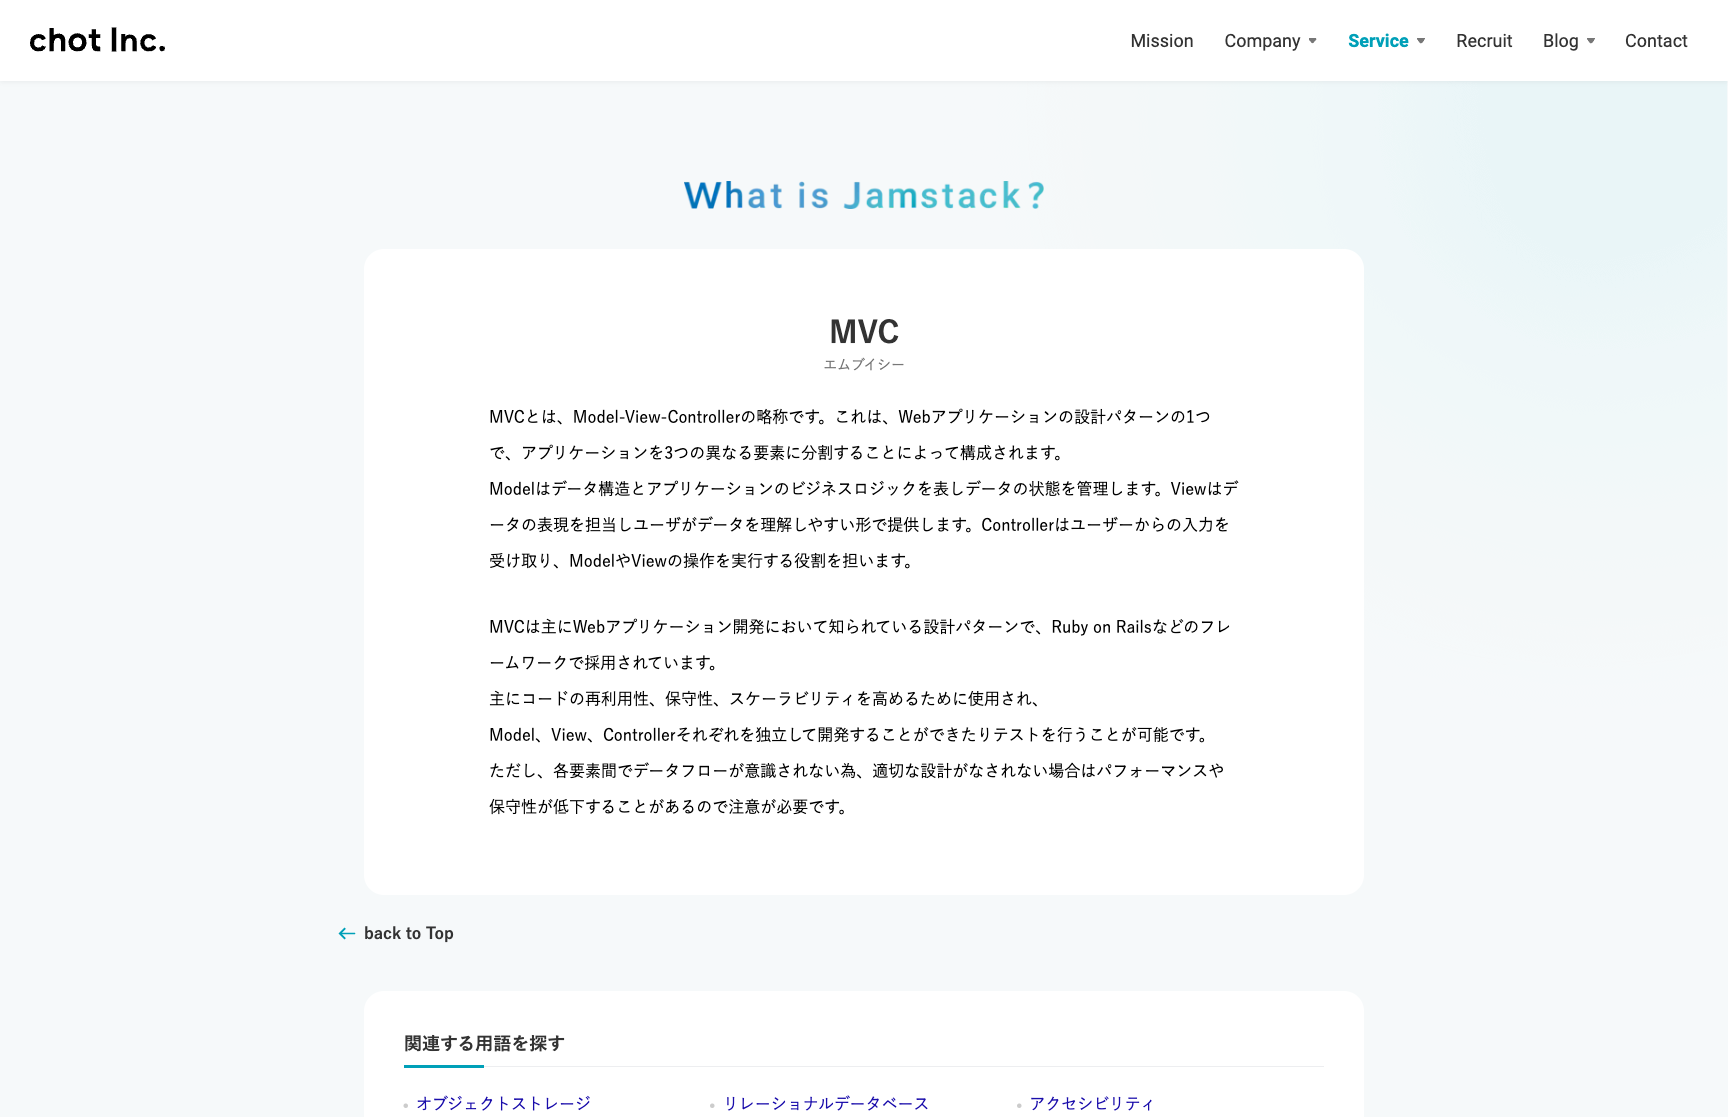 chot Inc.
Mission Company Service Recruit Blog Contact
What is Jamstack?
MVC
エムブイシー
MVCとは、Model-View-Controllerの略称です。これは、Webアプリケーションの設計パターンの1つ
で、アプリケーションを3つの異なる要素に分割することによって構成されます。
Modelはデータ構造とアプリケーションのビジネスロジックを表しデータの状態を管理します。Viewはデ
ータの表現を担当しユーザがデータを理解しやすい形で提供します。Controllerはユーザーからの入力を
受け取り、ModelやViewの操作を実行する役割を担います。
MVCは主にWebアプリケーション開発において知られている設計パターンで、Ruby on Railsなどのフレ
ームワークで採用されています。
主にコードの再利用性、保守性、スケーラビリティを高めるために使用され、
Model、View、Controllerそれぞれを独立して開発することができたりテストを行うことが可能です。
ただし、各要素間でデータフローが意識されない為、適切な設計がなされない場合はパフォーマンスや
保守性が低下することがあるので注意が必要です。
back to Top
関連する用語を探す
オブジェクトストレージ リレーショナルデータベース アクセシビリティ